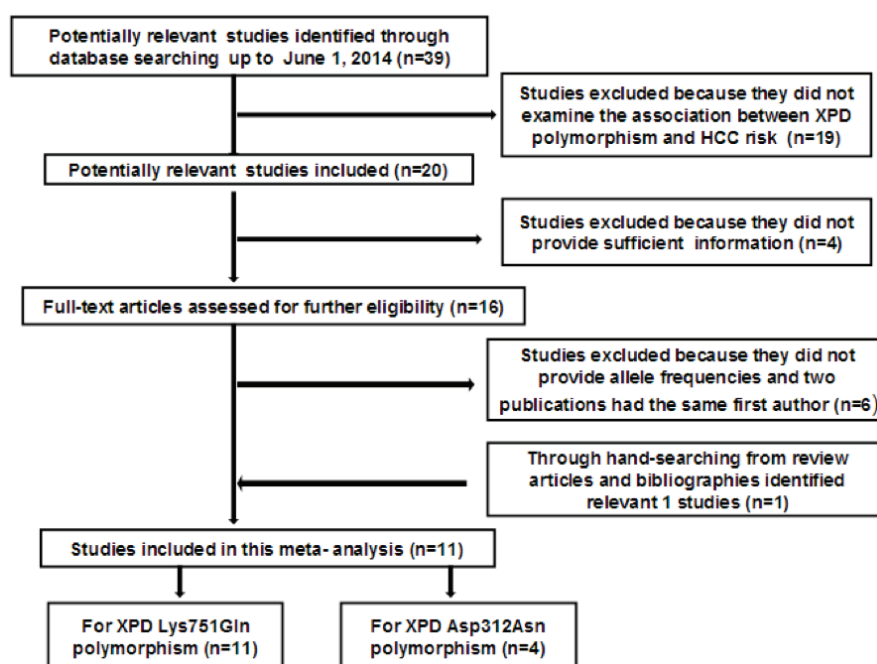 Potentially relevant studies identified through
database searching up to June 1, 2014 (n=39)
Studies excluded because they did not
examine the association between XPD
polymorphism and HCC risk (n=19)
Potentially relevant studies included (n=20)
Studies excluded because they did not
provide sufficient information (n=4)
Full-text articles assessed for further eligibility (n=16)
Studies excluded because they did not
provide allele frequencies and two
publications had the same first author (n=6)
Through hand-searching from review
articles and bibliographies identified
relevant 1 studies (n=1)
Studies included in this meta- analysis (n=11)
For XPD Lys751Gln
polymorphism (n=11)
For XPD Asp312Asn
polymorphism (n=4)